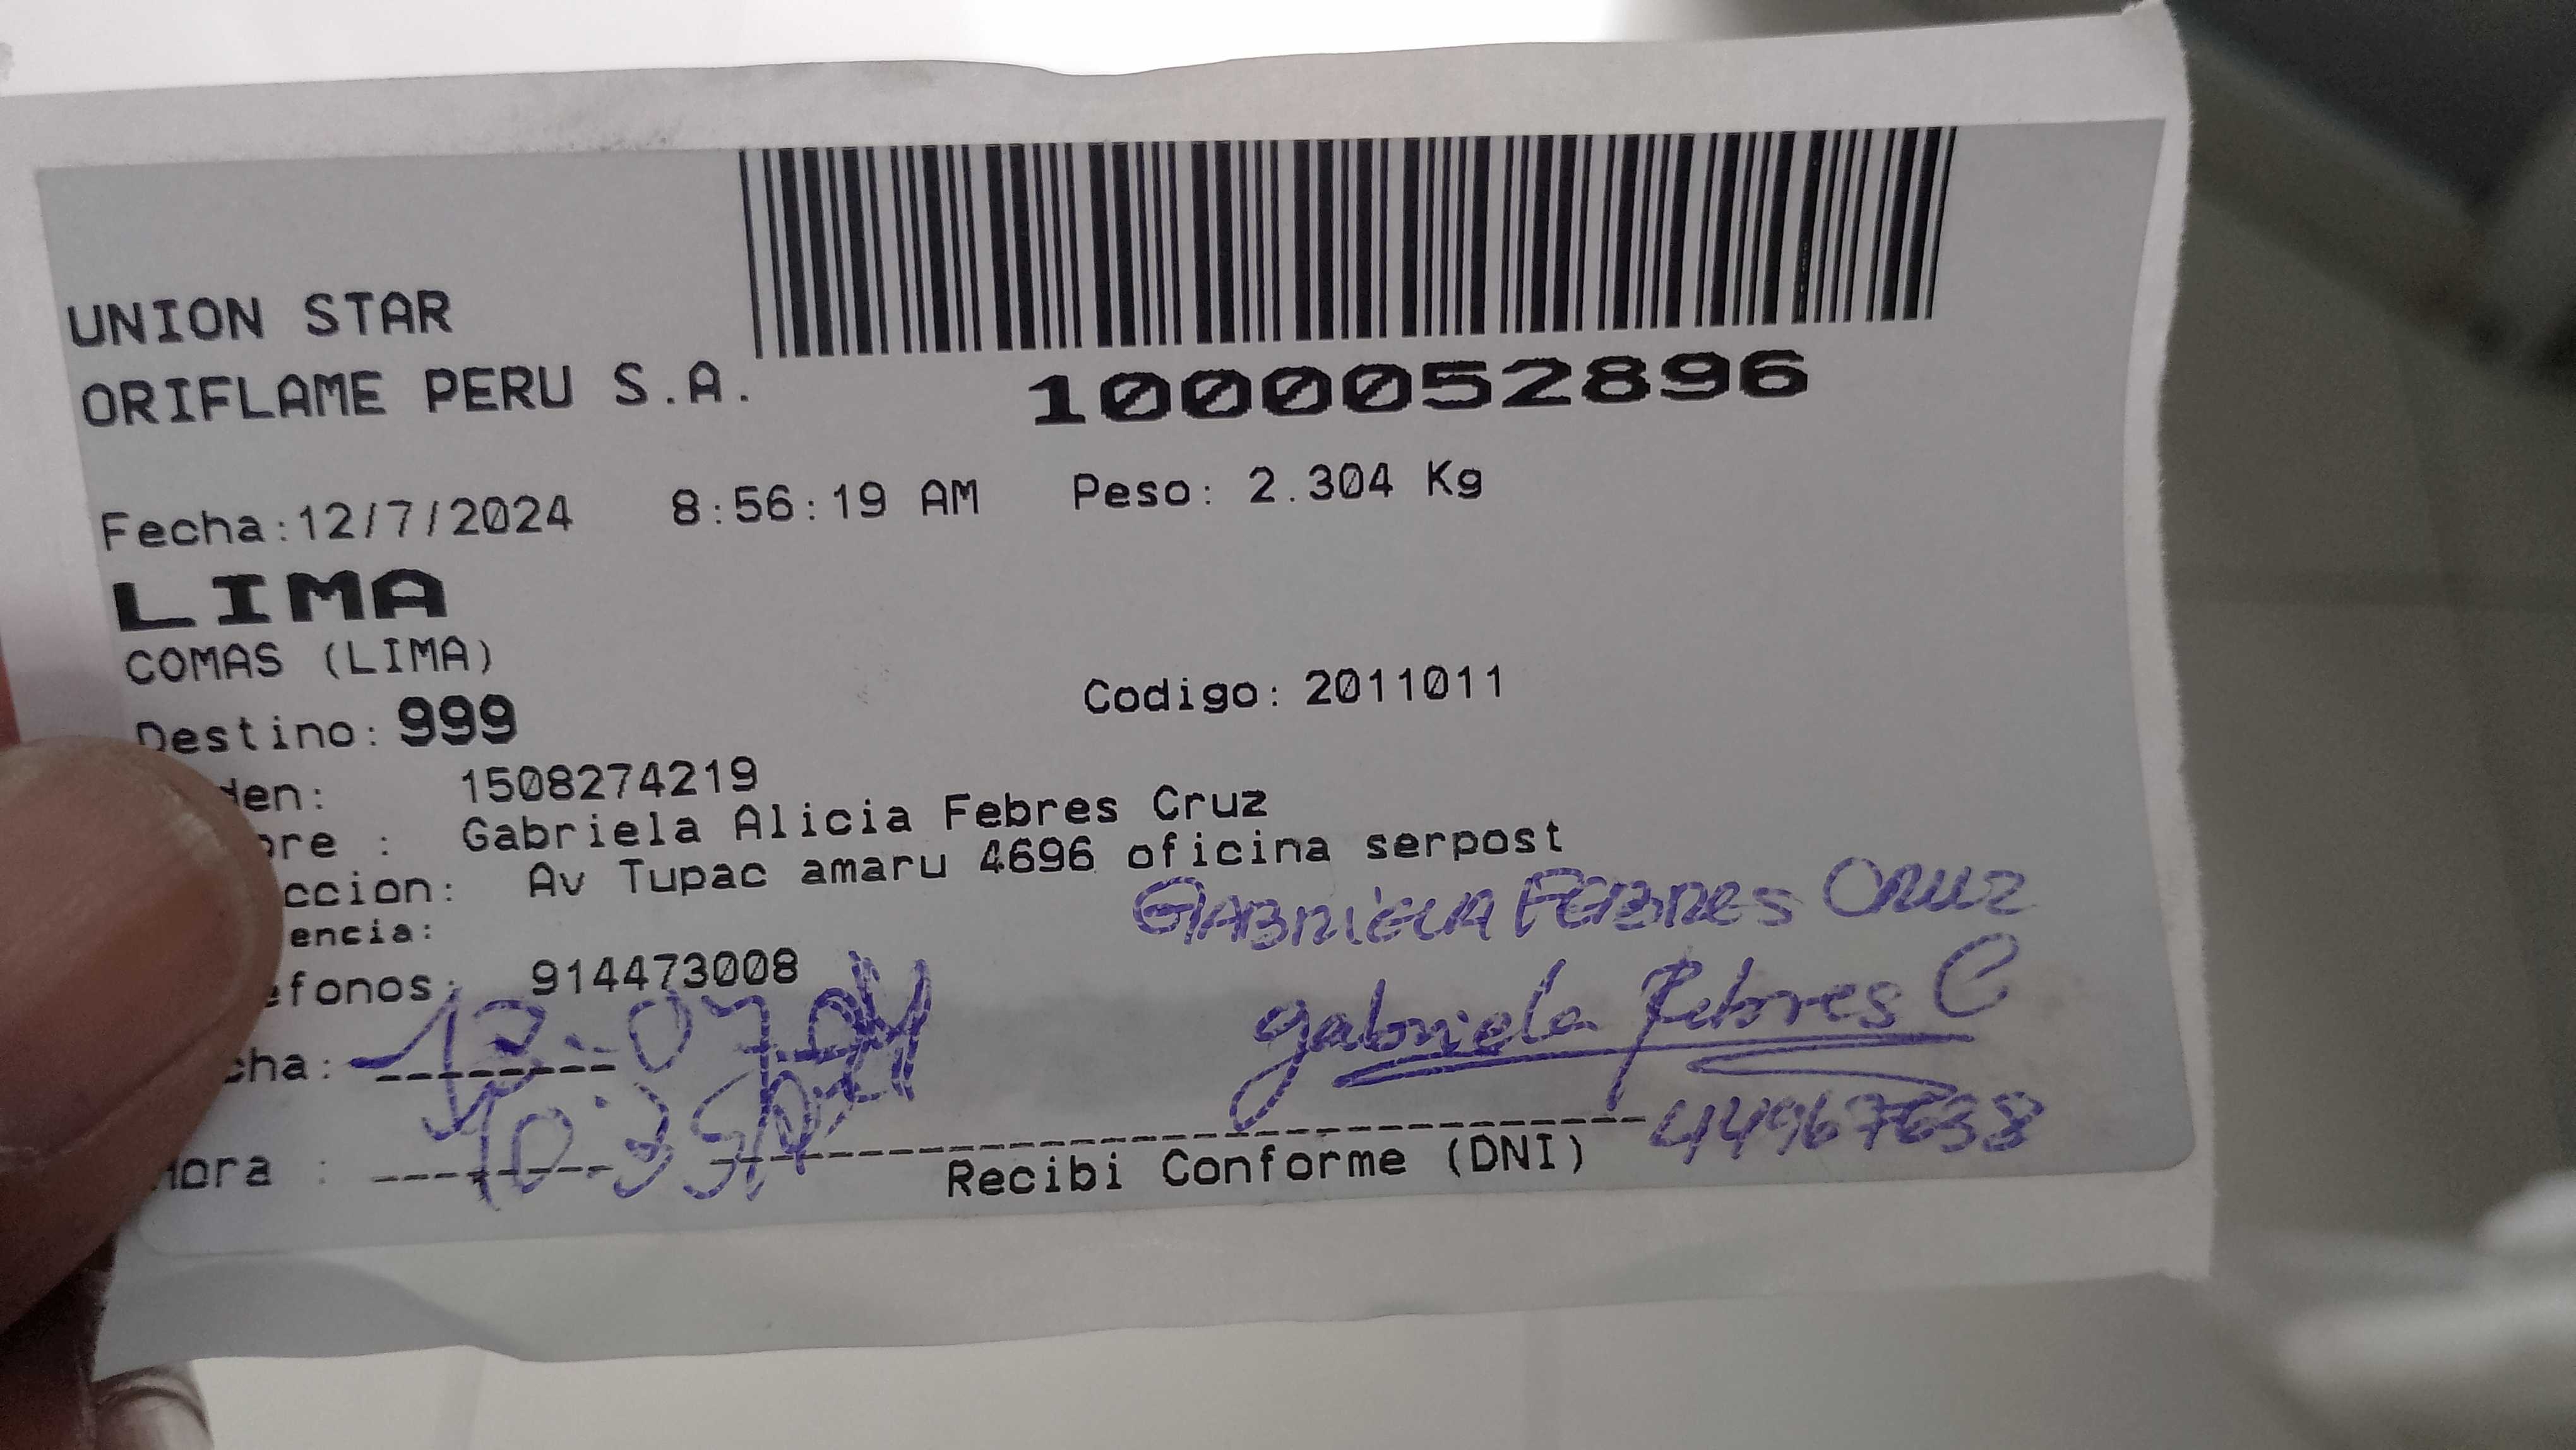 UNION STAR
ORIFLAME PERU S.A.
1000052896
Fecha:12/7/2024 8:56:19 AM Peso: 2.304 Kg
LIMA
COMAS (LIMA)
Destino: 999 Codigo: 2011011
den: 1508274219
bre : Gabriela Alicia Febres Cruz
ccion: Av Tupac amaru 4696 oficina serpost
encia:
GABRIELA FEBRES CRUZ
efonos: 914473008
gabriela Febres C
cha: 12-07-24
44967638
Hora : 10:35
Recibi Conforme (DNI)